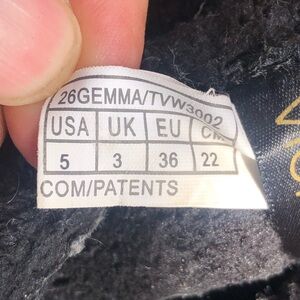 26GEMMA/TVW3002
USA UK EU CM
5 3 36 22
COM/PATENTS